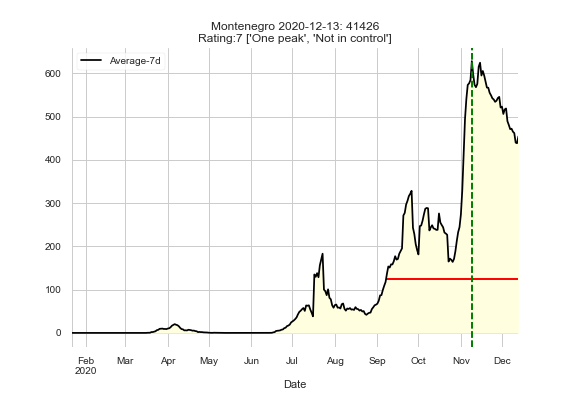 Montenegro 2020-12-13: 41426
Rating:7 ['One peak', 'Not in control']
Average-7d
600
500
400
300
200
100
0
Feb
2020
Mar
Apr
May
Jun
Jul
Aug
Sep
Oct
Nov
Dec
Date